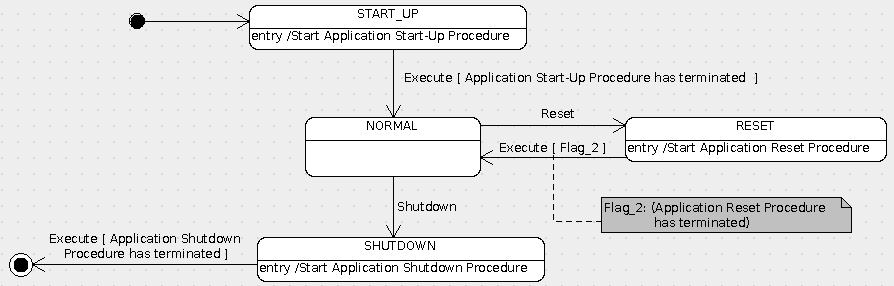 START_UP
entry /Start Application Start-Up Procedure
Execute [ Application Start-Up Procedure has terminated ]
Reset
NORMAL
RESET
Execute [ Flag_2 ]
entry /Start Application Reset Procedure
Shutdown
Flag_2: (Application Reset Procedure
has terminated)
Execute [ Application Shutdown
Procedure has terminated ]
SHUTDOWN
entry /Start Application Shutdown Procedure